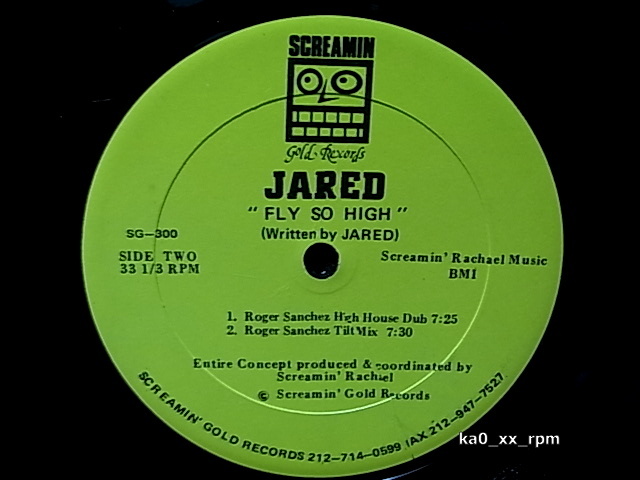 SCREAMIN
Gold Records
JARED
"FLY SO HIGH"
(Written by JARED)
SG-300
SIDE TWO
33 1/3 RPM
Screamin' Rachael Music
BMI
1. Roger Sanchez High House Dub 7:25
2. Roger Sanchez Tilt Mix 7:30
Entire Concept produced & coordinated by
Screamin' Rachael
© Screamin' Gold Records
SCREAMIN' GOLD RECORDS 212-714-0599 FAX 212-947-7527
ka0_xx_rpm